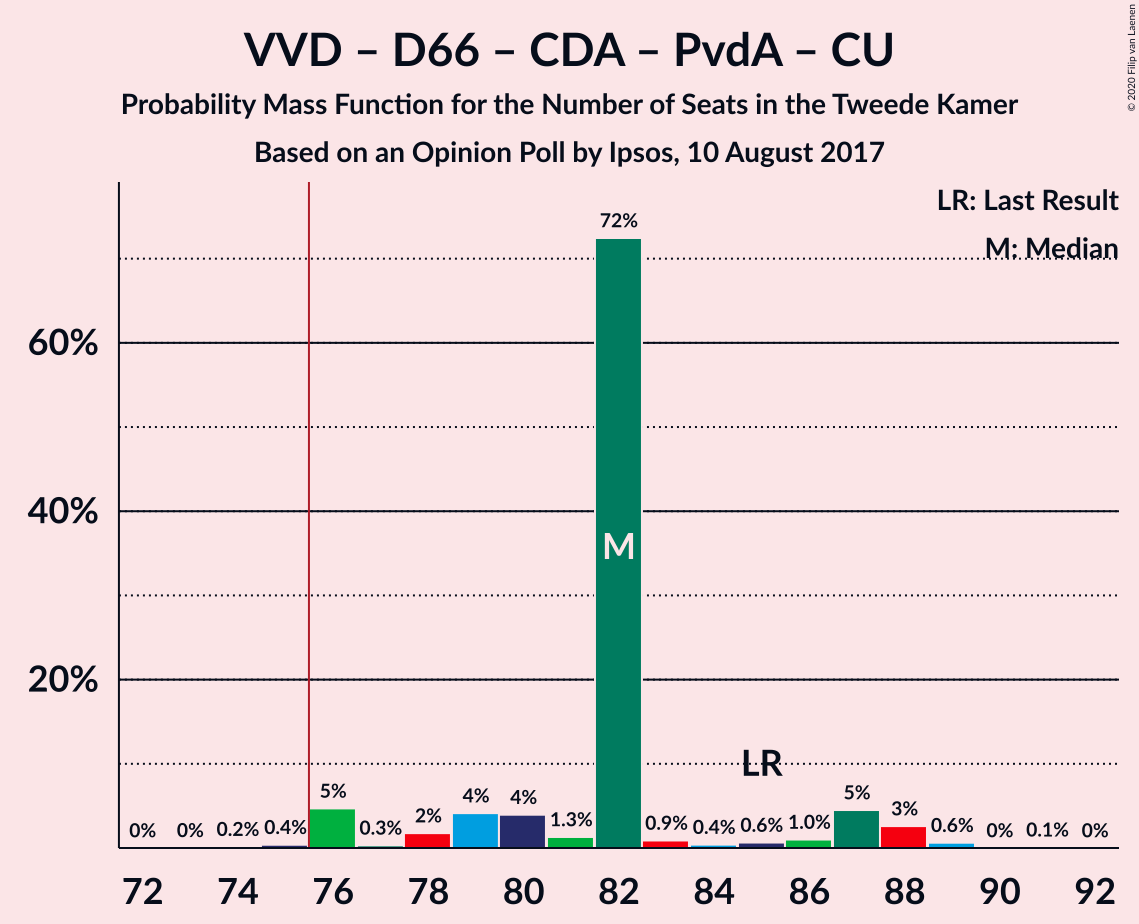 VVD – D66 – CDA – PvdA – CU
Probability Mass Function for the Number of Seats in the Tweede Kamer
Based on an Opinion Poll by Ipsos, 10 August 2017
© 2020 Filip van Laenen
LR: Last Result
M: Median
60%
40%
20%
0%
0%
0.2%
0.4%
5%
0.3%
2%
4%
4%
1.3%
72%
M
0.9%
0.4%
0.6%
LR
1.0%
5%
3%
0.6%
0%
0.1%
0%
72 74 76 78 80 82 84 86 88 90 92